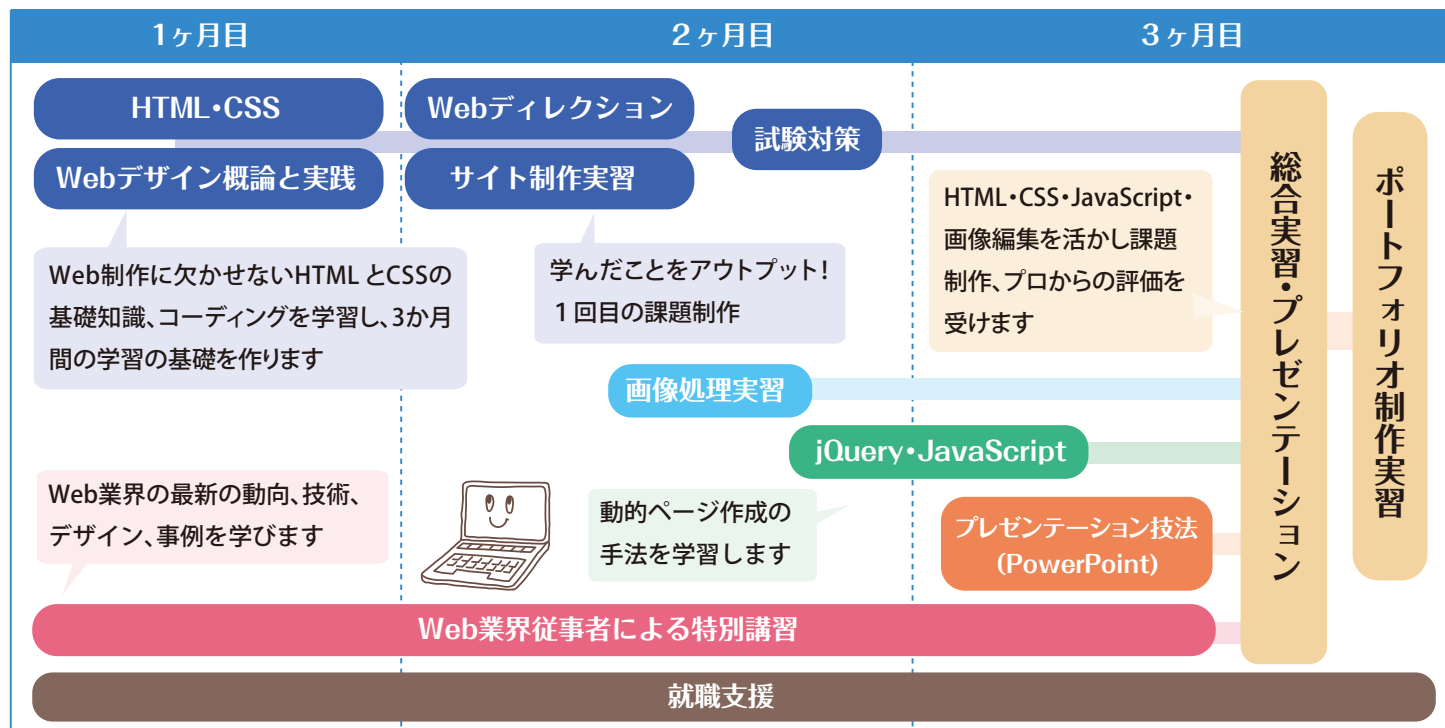 1ヶ月目
2ヶ月目
3ヶ月目
HTML・CSS
Webデザイン概論と実践
Webディレクション
サイト制作実習
試験対策
Web制作に欠かせないHTMLとCSSの
基礎知識、コーディングを学習し、3か月
間の学習の基礎を作ります
学んだことをアウトプット！
1回目の課題制作
HTML・CSS・JavaScript・
画像編集を活かし課題
制作、プロからの評価を
受けます
画像処理実習
jQuery・JavaScript
動的ページ作成の
手法を学習します
プレゼンテーション技法
(PowerPoint)
Web業界の最新の動向、技術、
デザイン、事例を学びます
Web業界従事者による特別講習
総合実習・プレゼンテーション
ポートフォリオ制作実習
就職支援